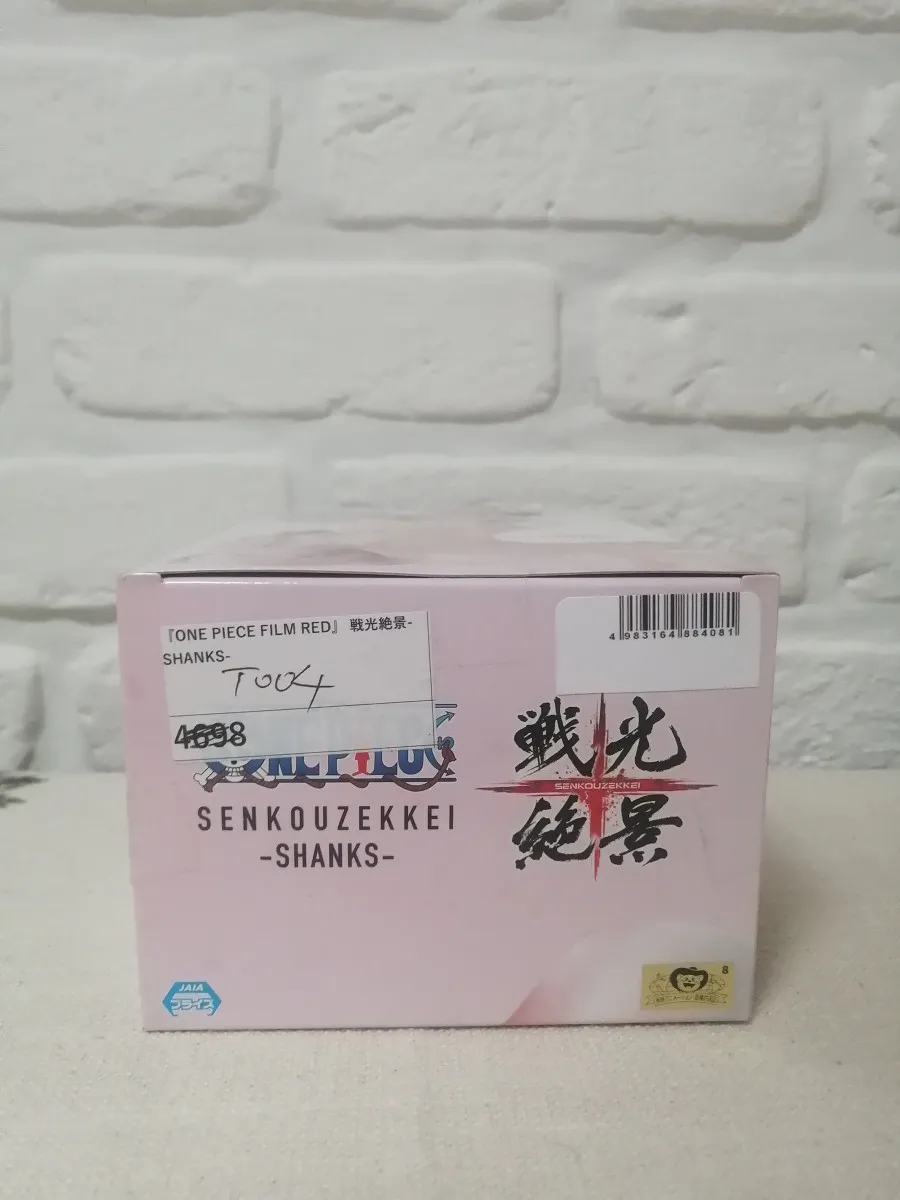 『ONE PIECE FILM RED』 戦光絶景-
SHANKS-
T004
4698
ONE PIECE
SENKOUZEKKEI
-SHANKS-
4 983164 884081
戦光
SENKOUZEKKEI
絶景
JAIA
プライズ
8